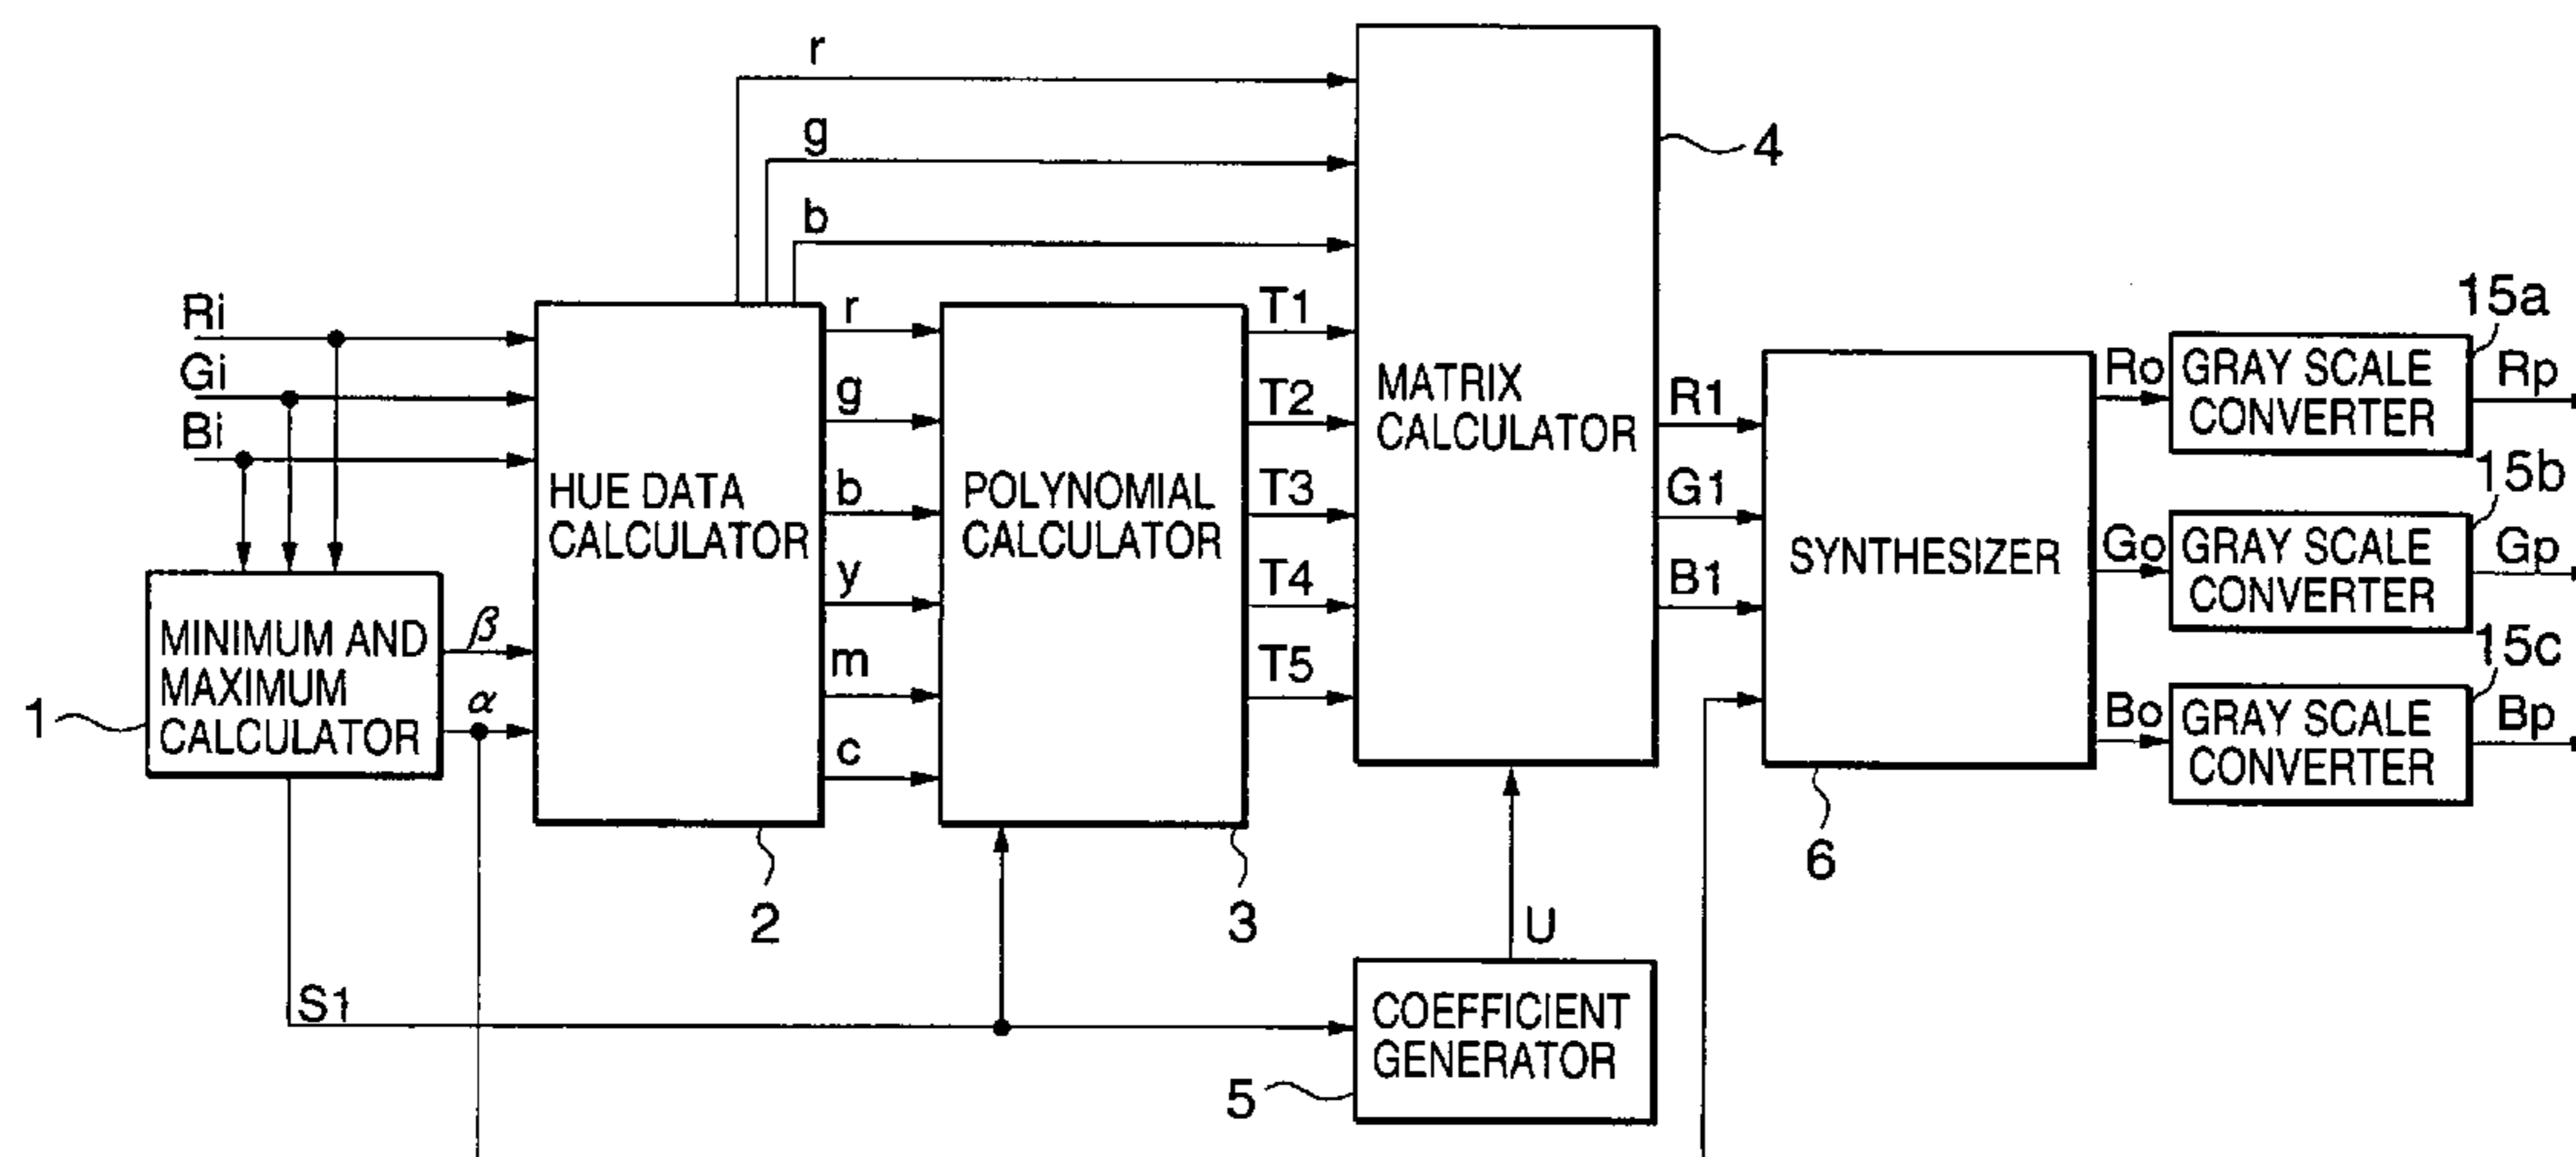 r
g
b
4
Ri
Gi
Bi
r
g
b
y
m
c
T1
T2
T3
T4
T5
HUE DATA
CALCULATOR
POLYNOMIAL
CALCULATOR
MATRIX
CALCULATOR
R1
G1
B1
SYNTHESIZER
Ro
Go
Bo
GRAY SCALE
CONVERTER
15a
Rp
GRAY SCALE
CONVERTER
15b
Gp
GRAY SCALE
CONVERTER
15c
Bp
MINIMUM AND
MAXIMUM
CALCULATOR
1
β
α
2
3
6
S1
U
COEFFICIENT
GENERATOR
5